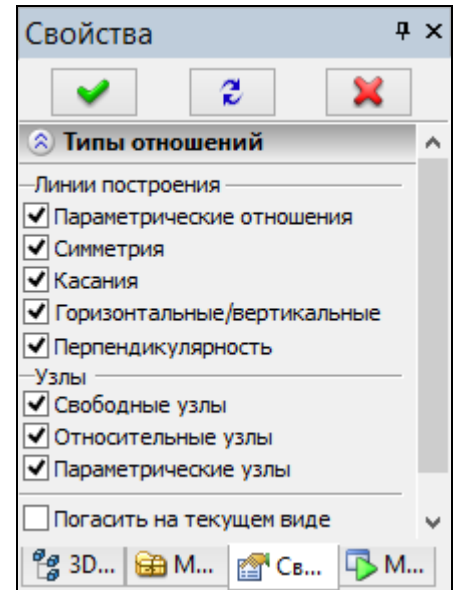 Свойства
Типы отношений
Линии построения
Параметрические отношения
Симметрия
Касания
Горизонтальные/вертикальные
Перпендикулярность
Узлы
Свободные узлы
Относительные узлы
Параметрические узлы
Погасить на текущем виде
3D... М... Св... М...